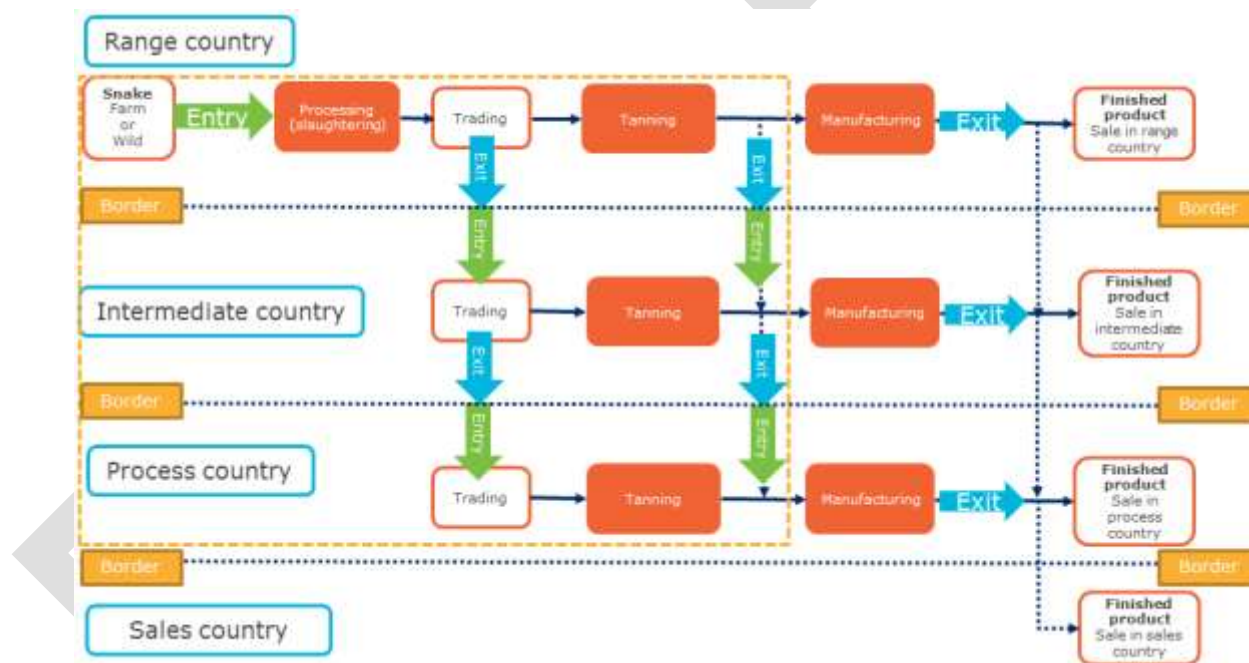 Range country
Snake
Farm
or
Wild
Entry
Processing
(slaughtering)
Trading
Tanning
Manufacturing
Exit
Finished
product
Sale in range
country
Exit
Exit
Border
Border
Entry
Entry
Intermediate country
Trading
Tanning
Manufacturing
Exit
Finished
product
Sale in
intermediate
country
Exit
Exit
Border
Border
Entry
Entry
Process country
Trading
Tanning
Manufacturing
Exit
Finished
product
Sale in
process
country
Border
Border
Sales country
Finished
product
Sale in sales
country